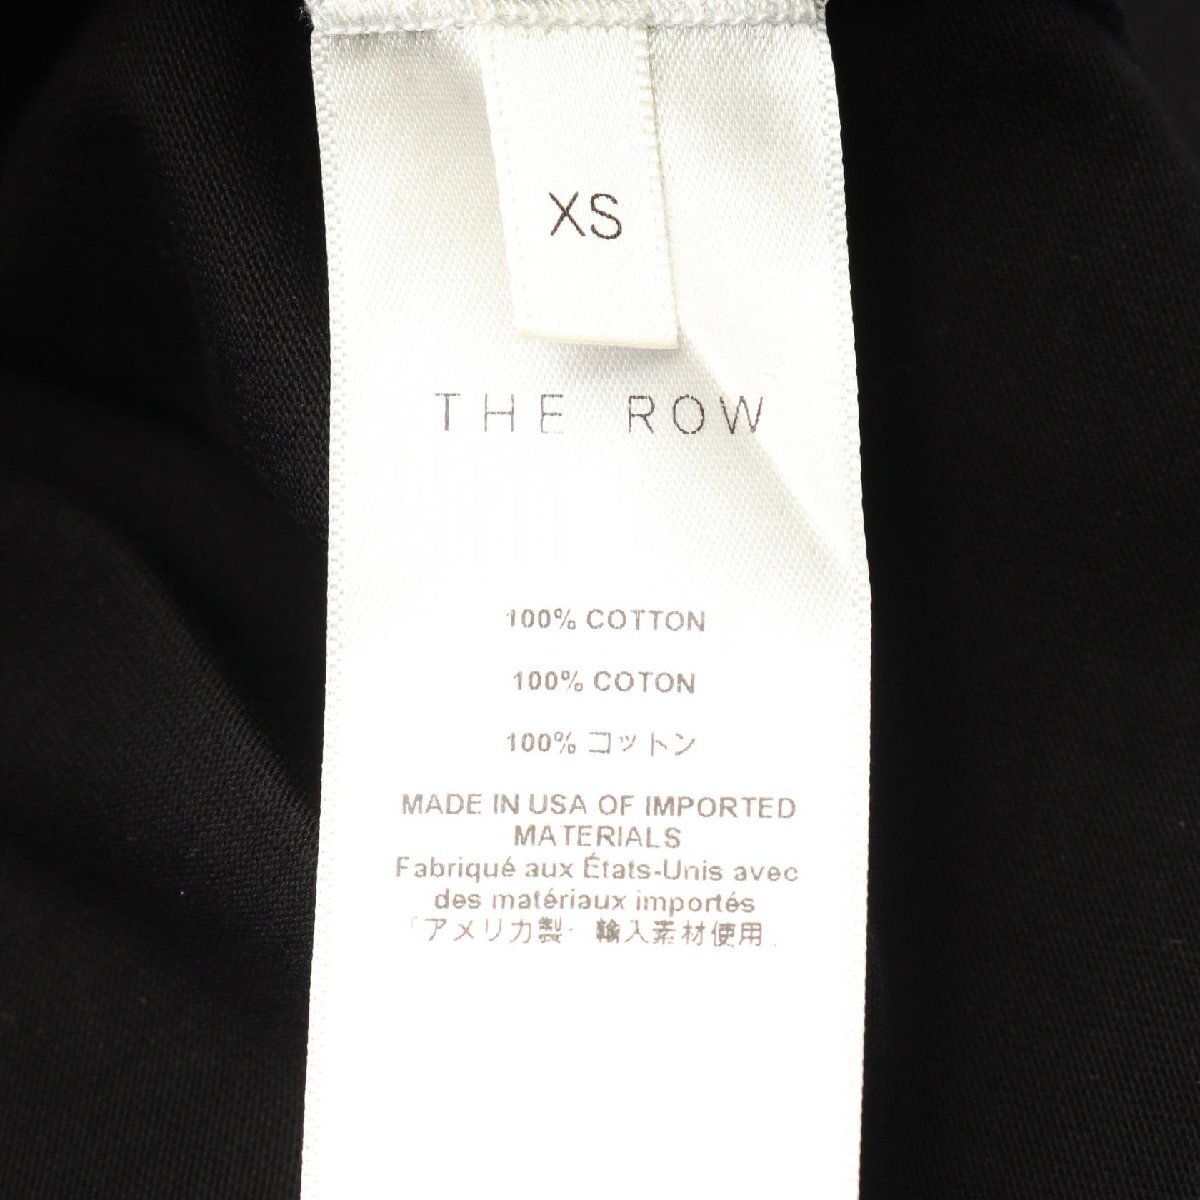 XS
THE ROW
100% COTTON
100% COTON
100% コットン
MADE IN USA OF IMPORTED
MATERIALS
Fabriqué aux États-Unis avec
des matériaux importés
「アメリカ製、輸入素材使用」